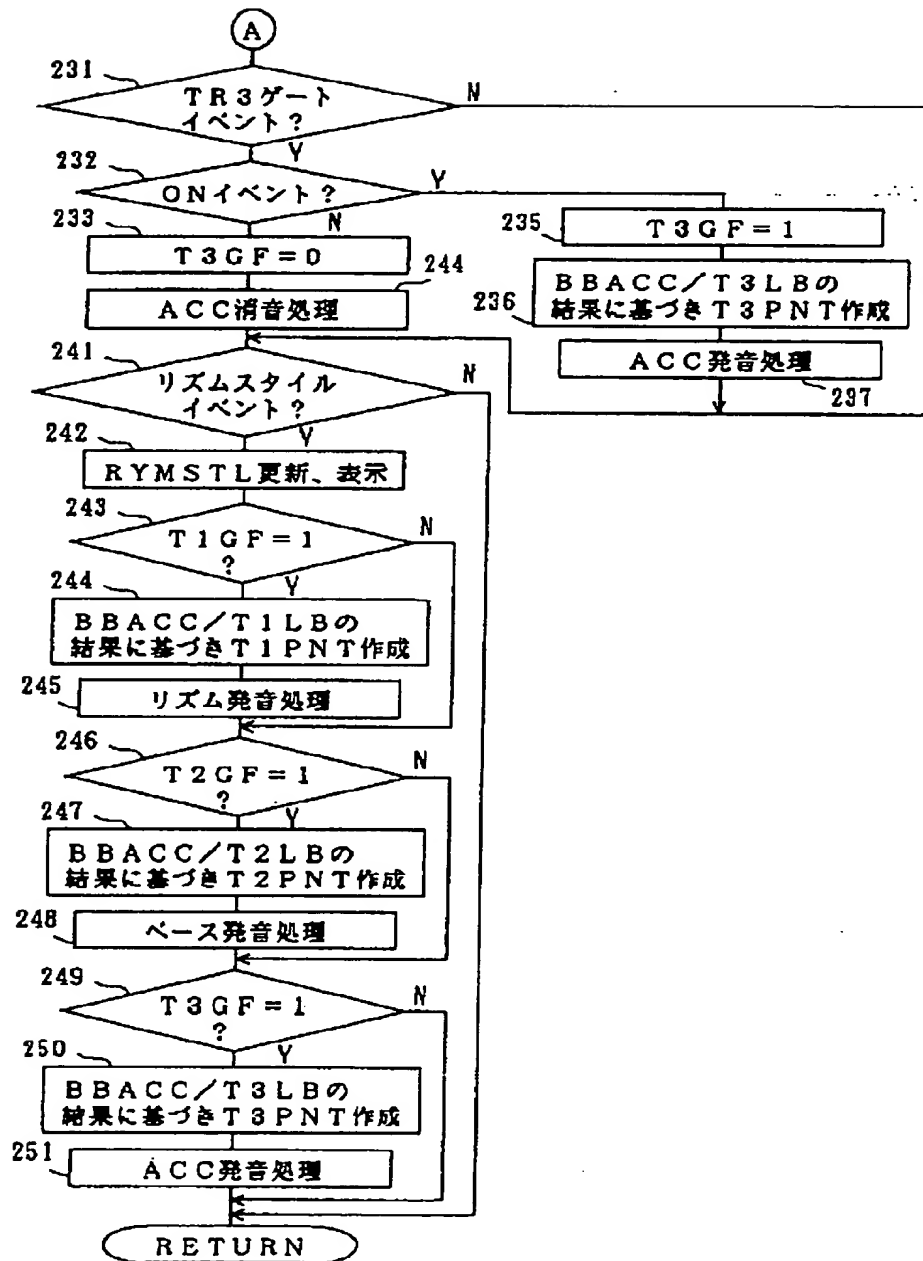 A
231
TR3ゲート
イベント?
N
Y
232
ONイベント?
Y
N
233
T3GF=0
244
ACC消音処理
235
T3GF=1
236
BBACC/T3LBの
結果に基づきT3PNT作成
ACC発音処理
237
241
リズムスタイル
イベント?
N
Y
242
RYMSTL更新、表示
243
T1GF=1
?
N
Y
244
BBACC/T1LBの
結果に基づきT1PNT作成
245
リズム発音処理
246
T2GF=1
?
N
Y
247
BBACC/T2LBの
結果に基づきT2PNT作成
248
ベース発音処理
249
T3GF=1
?
N
Y
250
BBACC/T3LBの
結果に基づきT3PNT作成
251
ACC発音処理
RETURN